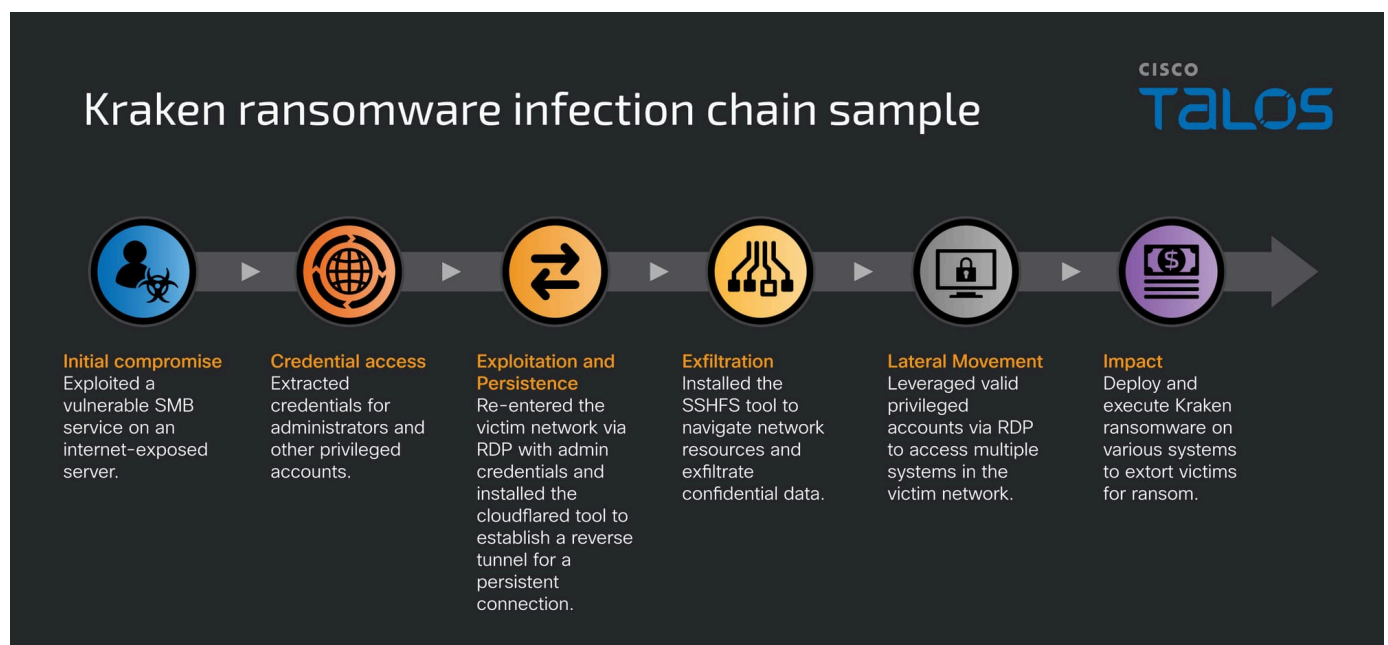 CISCO
TALOS
Kraken ransomware infection chain sample
Initial compromise
Exploited a
vulnerable SMB
service on an
internet-exposed
server.
Credential access
Extracted
credentials for
administrators and
other privileged
accounts.
Exploitation and
Persistence
Re-entered the
victim network via
RDP with admin
credentials and
installed the
cloudflared tool to
establish a reverse
tunnel for a
persistent
connection.
Exfiltration
Installed the
SSHFS tool to
navigate network
resources and
exfiltrate
confidential data.
Lateral Movement
Leveraged valid
privileged
accounts via RDP
to access multiple
systems in the
victim network.
$
Impact
Deploy and
execute Kraken
ransomware on
various systems
to extort victims
for ransom.